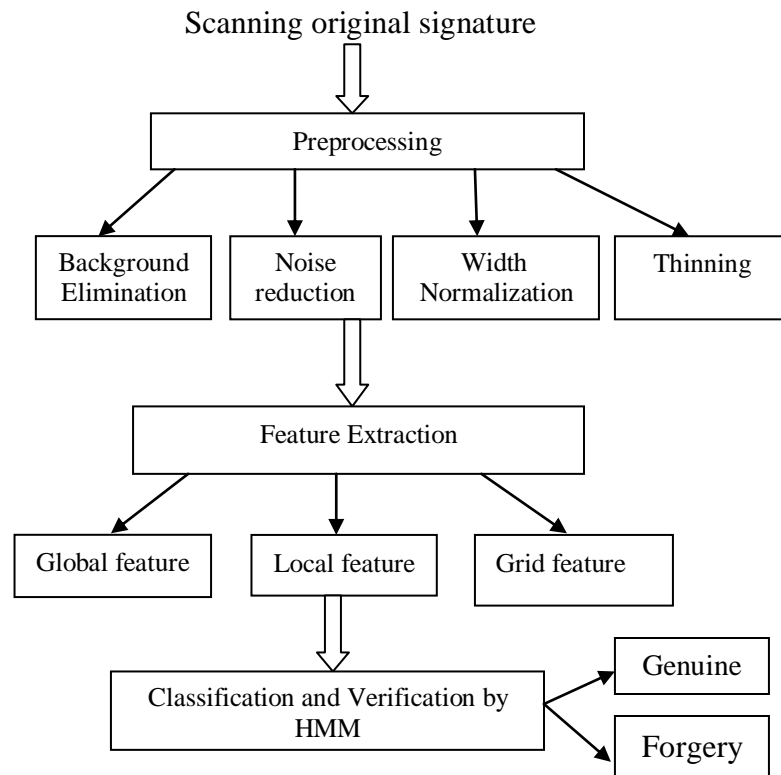 Scanning original signature
Preprocessing
Background
Elimination
Noise
reduction
Width
Normalization
Thinning
Feature Extraction
Global feature
Local feature
Grid feature
Classification and Verification by
HMM
Genuine
Forgery